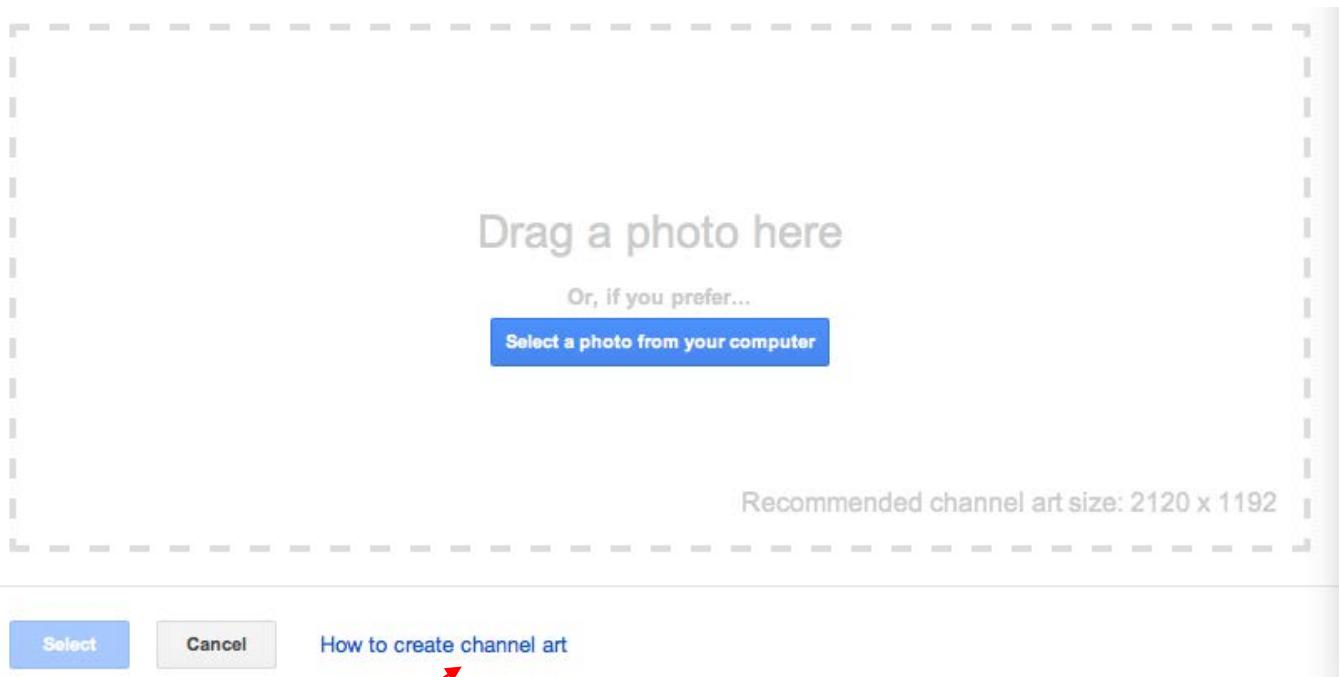 Drag a photo here
Or, if you prefer...
Select a photo from your computer
Recommended channel art size: 2120 x 1192
Select Cancel How to create channel art